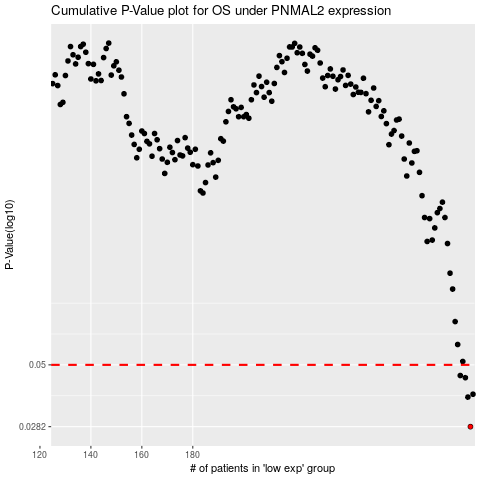 Cumulative P-Value plot for OS under PNMAL2 expression
P-Value(log10)
0.05
0.0282
120 140 160 180
# of patients in 'low exp' group